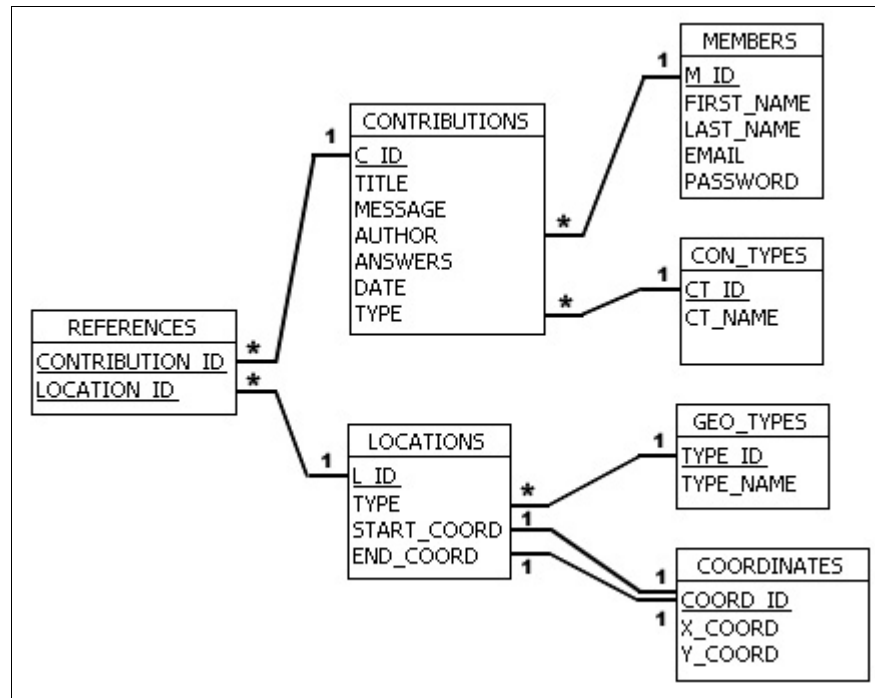 REFERENCES
CONTRIBUTION_ID
LOCATION_ID
*
*
1
CONTRIBUTIONS
C_ID
TITLE
MESSAGE
AUTHOR
ANSWERS
DATE
TYPE
*
*
1
LOCATIONS
L_ID
TYPE
START_COORD
END_COORD
*
1
1
1
MEMBERS
M_ID
FIRST_NAME
LAST_NAME
EMAIL
PASSWORD
1
CON_TYPES
CT_ID
CT_NAME
1
GEO_TYPES
TYPE_ID
TYPE_NAME
1
1
COORDINATES
COORD_ID
X_COORD
Y_COORD